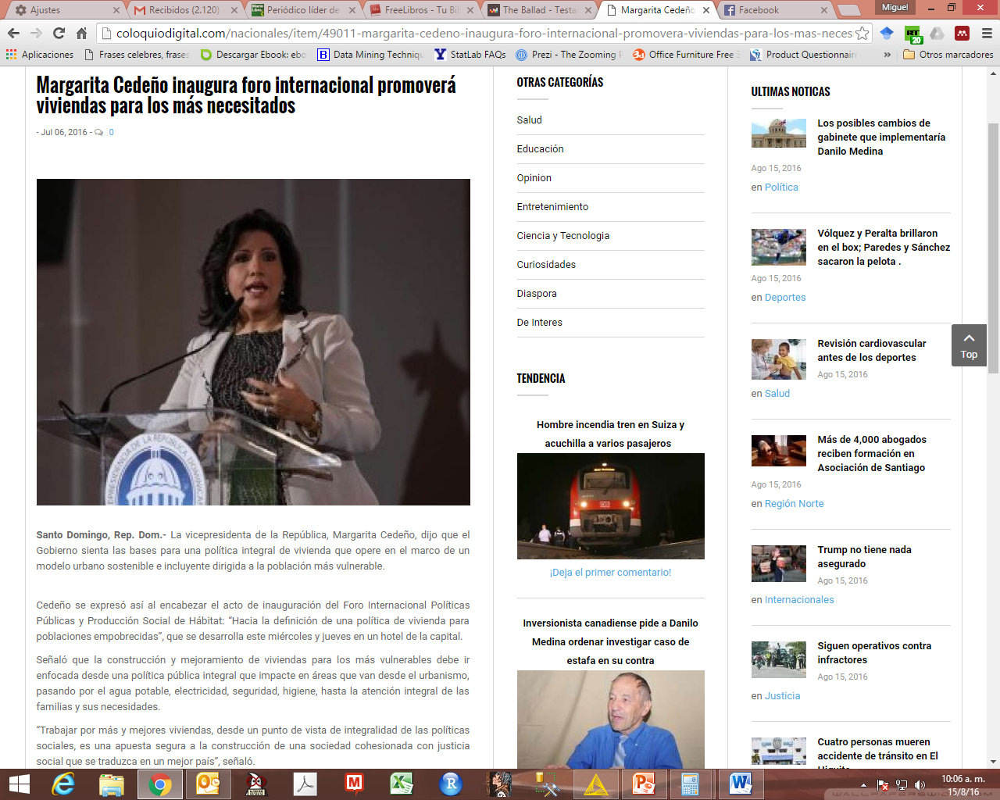 Ajustes
Recibidos (2.120)
Periódico líder de
FreeLibros - Tu Bib
The Ballad - Testa
Margarita Cedeño
Facebook
Miguel
coloquiodigital.com/nacionales/item/49011-margarita-cedeno-inaugura-foro-internacional-promovera-viviendas-para-los-mas-neces
20
Aplicaciones
Frases celebres, frases
Descargar Ebook: ebo
Data Mining Techniqu
StatLab FAQs
Prezi - The Zooming P
Office Furniture Free 3
Product Questionnaire
»
Otros marcadores
Margarita Cedeño inaugura foro internacional promoverá
viviendas para los más necesitados
- Jul 06, 2016 - 0
Santo Domingo, Rep. Dom.- La vicepresidenta de la República, Margarita Cedeño, dijo que el
Gobierno sienta las bases para una política integral de vivienda que opere en el marco de un
modelo urbano sostenible e incluyente dirigida a la población más vulnerable.
Cedeño se expresó así al encabezar el acto de inauguración del Foro Internacional Políticas
Públicas y Producción Social de Hábitat: “Hacia la definición de una política de vivienda para
poblaciones empobrecidas”, que se desarrolla este miércoles y jueves en un hotel de la capital.
Señaló que la construcción y mejoramiento de viviendas para los más vulnerables debe ir
enfocada desde una política pública integral que impacte en áreas que van desde el urbanismo,
pasando por el agua potable, electricidad, seguridad, higiene, hasta la atención integral de las
familias y sus necesidades.
“Trabajar por más y mejores viviendas, desde un punto de vista de integralidad de las políticas
sociales, es una apuesta segura a la construcción de una sociedad cohesionada con justicia
social que se traduzca en un mejor país”, señaló.
OTRAS CATEGORÍAS
Salud
Educación
Opinion
Entretenimiento
Ciencia y Tecnologia
Curiosidades
Diaspora
De Interes
TENDENCIA
Hombre incendia tren en Suiza y
acuchilla a varios pasajeros
¡Deja el primer comentario!
Inversionista canadiense pide a Danilo
Medina ordenar investigar caso de
estafa en su contra
ULTIMAS NOTICAS
Los posibles cambios de
gabinete que implementaría
Danilo Medina
Ago 15, 2016
en Política
Vólquez y Peralta brillaron
en el box; Paredes y Sánchez
sacaron la pelota .
Ago 15, 2016
en Deportes
Revisión cardiovascular
antes de los deportes
Ago 15, 2016
en Salud
Más de 4,000 abogados
reciben formación en
Asociación de Santiago
Ago 15, 2016
en Región Norte
Trump no tiene nada
asegurado
Ago 15, 2016
en Internacionales
Siguen operativos contra
infractores
Ago 15, 2016
en Justicia
Cuatro personas mueren
accidente de tránsito en El
Top
10:06 a. m.
15/8/16